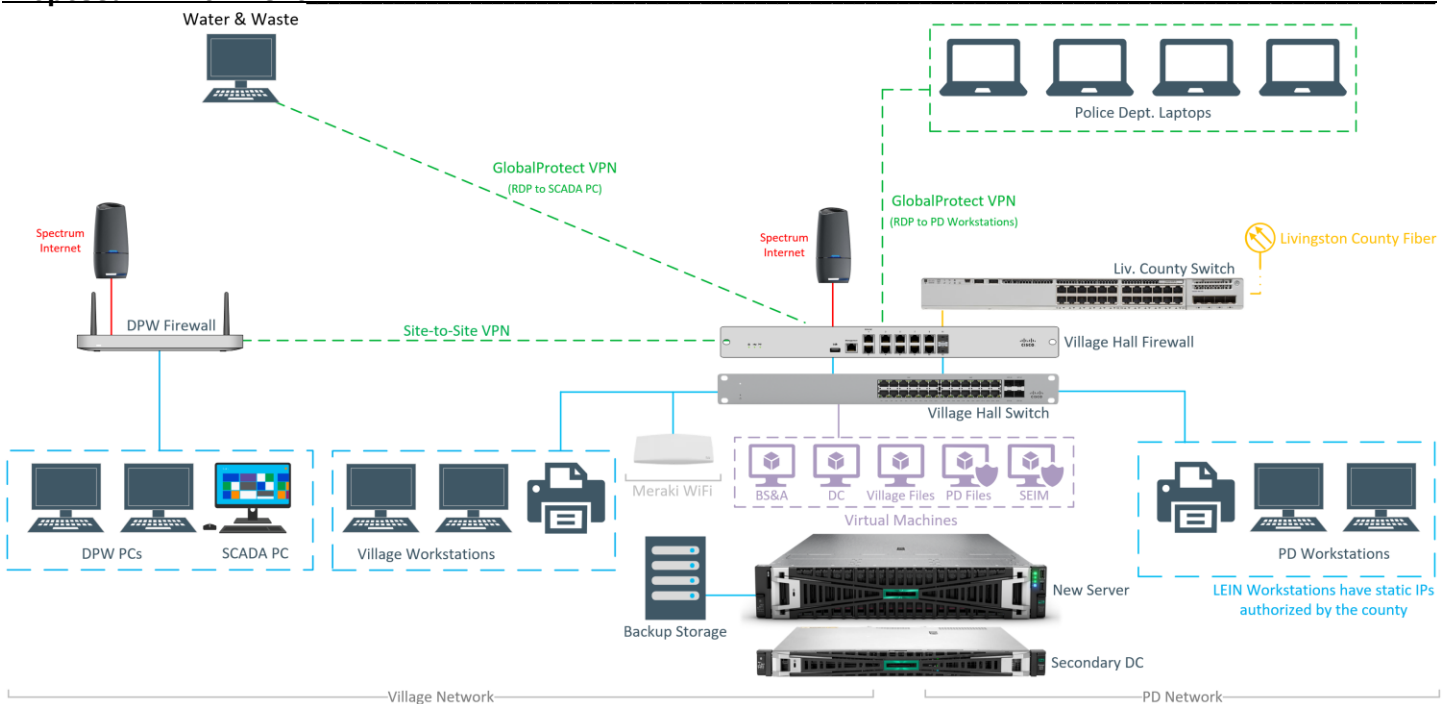 Water & Waste
Police Dept. Laptops
GlobalProtect VPN
(RDP to SCADA PC)
GlobalProtect VPN
(RDP to PD Workstations)
Spectrum
Internet
Spectrum
Internet
Livingston County Fiber
Liv. County Switch
DPW Firewall
Site-to-Site VPN
Village Hall Firewall
Village Hall Switch
Meraki WiFi
BS&A
DC
Village Files
PD Files
SEIM
Virtual Machines
DPW PCs
SCADA PC
Village Workstations
PD Workstations
LEIN Workstations have static IPs
authorized by the county
New Server
Backup Storage
Secondary DC
Village Network
PD Network